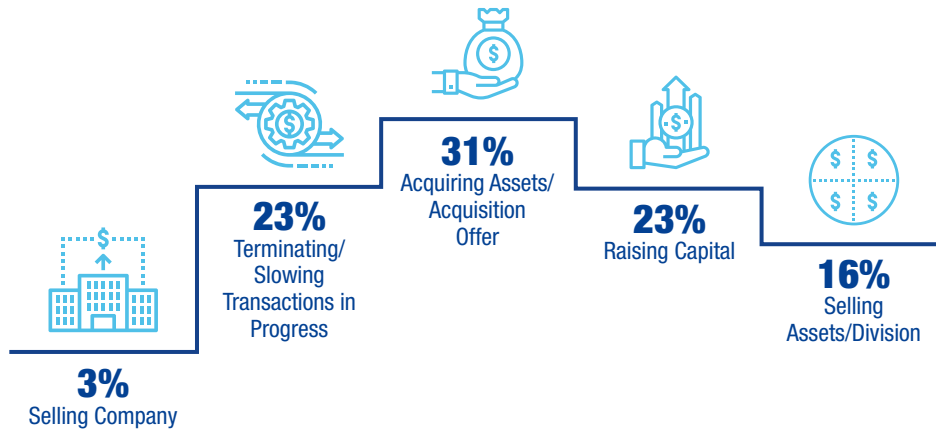 3%
Selling Company
23%
Terminating/
Slowing
Transactions in
Progress
31%
Acquiring Assets/
Acquisition
Offer
23%
Raising Capital
16%
Selling
Assets/Division
$
$
$
$
$ $
$ $